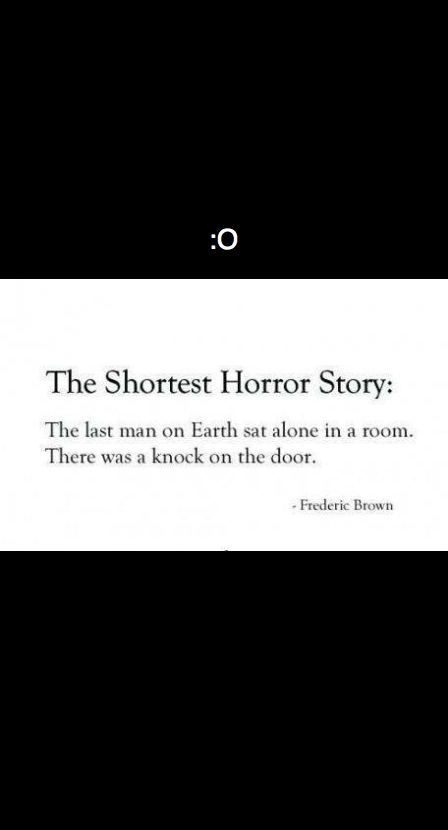 :O
The Shortest Horror Story:
The last man on Earth sat alone in a room.
There was a knock on the door.
- Frederic Brown